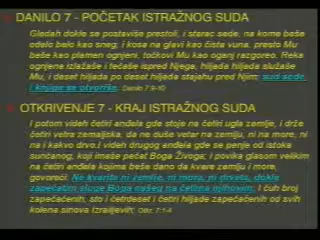 DANILO 7 - POČETAK ISTRAŽNOG SUDA
Gledah dokle se postaviše prestoli, i starac sede, na kome beše
odelo belo kao sneg, i kose na glavi kao čista vuna, presto Mu
beše kao plamen ognjeni, točkovi Mu kao oganj razgoreo. Reka
ognjena izlažaše i tečaše ispred Njega, hiljada hiljada služaše
Mu, i deset hiljada po deset hiljada stajahu pred Njim; sud sede,
i knjige se otvoriše. Danilo 7:9-10
OTKRIVENJE 7 - KRAJ ISTRAŽNOG SUDA
I potom videh četiri anđela gde stoje na četiri ugla zemlje, i drže
četiri vetra zemaljska, da ne duše vetar na zemlju, ni na more, ni
na i kakvo drvo.I videh drugog anđela gde se penje od istoka
sunčanog, koji imaše pečat Boga Živoga; I povika glasom velikim
na četiri anđela kojima beše dano da kvare zemlju i more,
govoreći: Ne kvarite ni zemlje, ni mora, ni drveta, dokle
zapečatim sluge Boga našeg na čelima njihovim. I čuh broj
zapečaćenih, sto i četrdeset i četiri hiljade zapečaćenih od svih
kolena sinova Izrailjevih; Otkr. 7:1-4